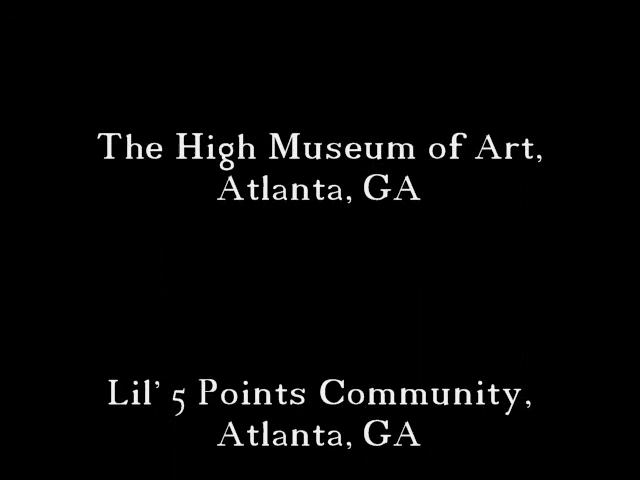 The High Museum of Art,
Atlanta, GA
Lil' 5 Points Community,
Atlanta, GA